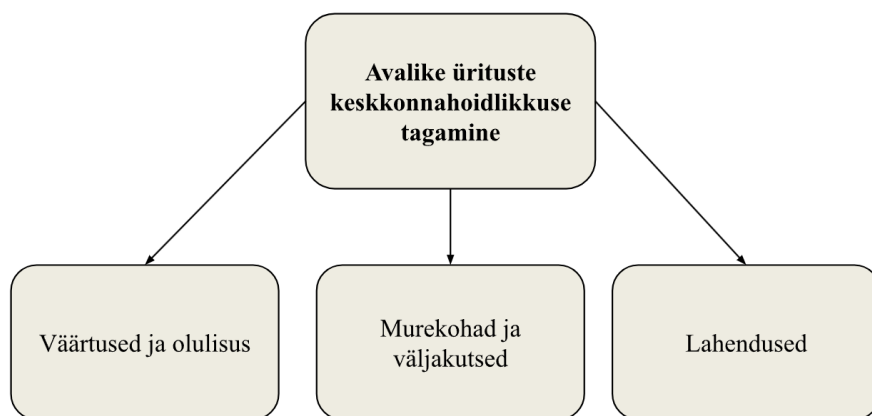 Avalike ürituste
keskkonnahoidlikkuse
tagamine
Väärtused ja olulisus
Murekohad ja
väljakutsed
Lahendused